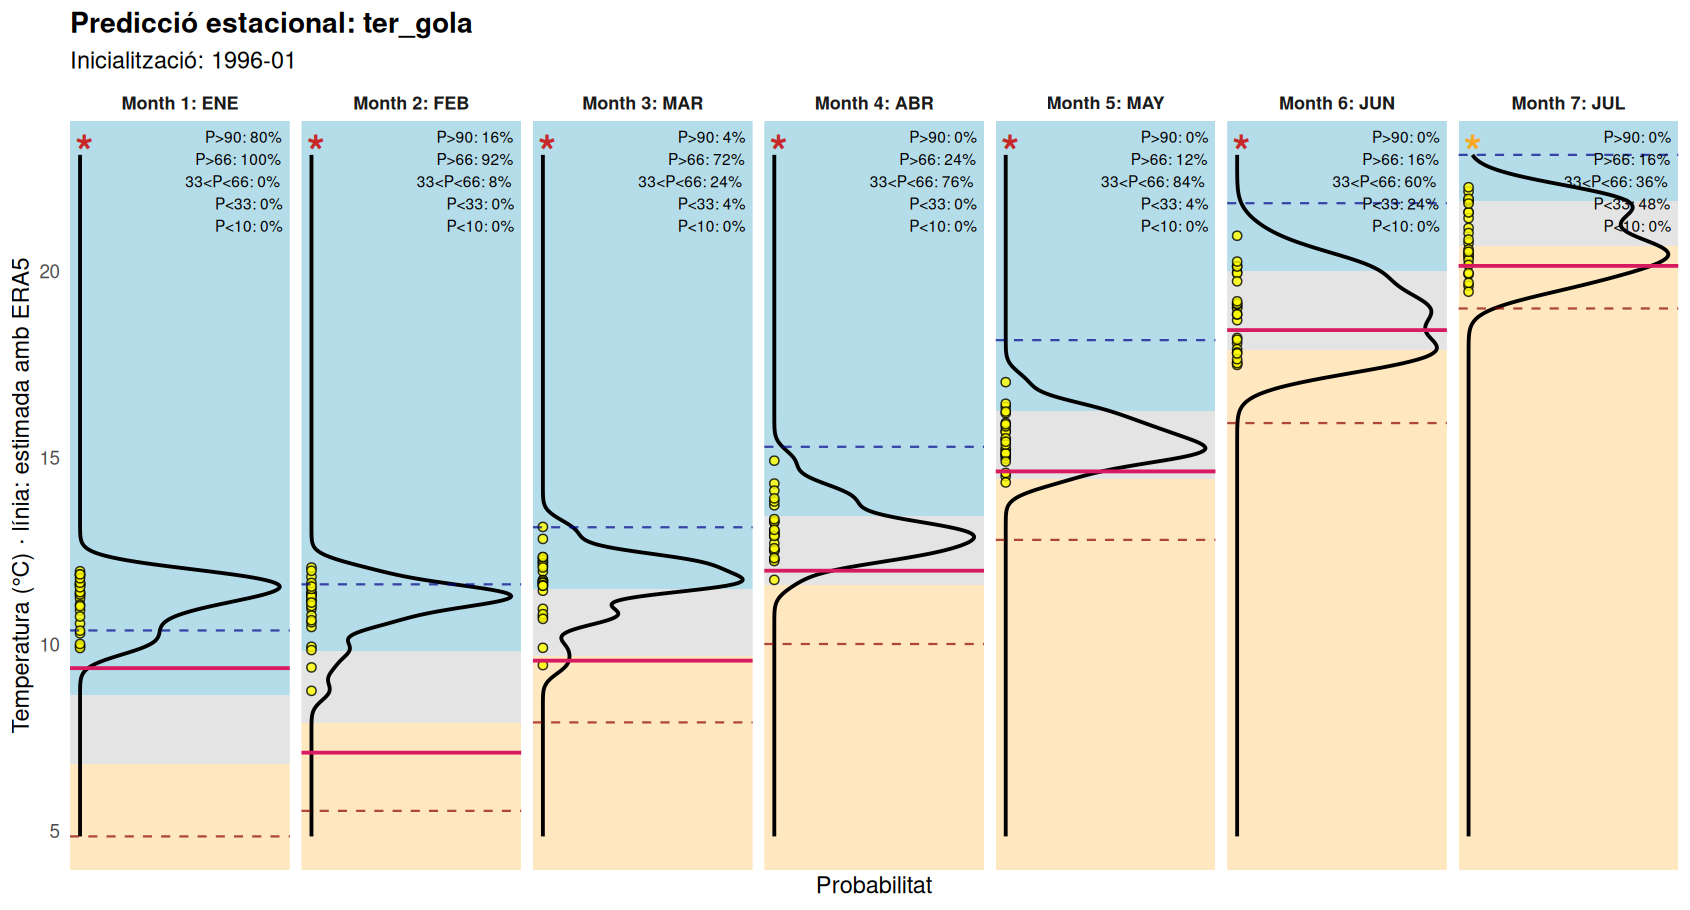 Predicció estacional: ter_gola
Inicialització: 1996-01
Month 1: ENE
P>90: 80%
P>66: 100%
33<P<66: 0%
P<33: 0%
P<10: 0%
Month 2: FEB
P>90: 16%
P>66: 92%
33<P<66: 8%
P<33: 0%
P<10: 0%
Month 3: MAR
P>90: 4%
P>66: 72%
33<P<66: 24%
P<33: 4%
P<10: 0%
Month 4: ABR
P>90: 0%
P>66: 24%
33<P<66: 76%
P<33: 0%
P<10: 0%
Month 5: MAY
P>90: 0%
P>66: 12%
33<P<66: 84%
P<33: 4%
P<10: 0%
Month 6: JUN
P>90: 0%
P>66: 16%
33<P<66: 60%
P<33: 24%
P<10: 0%
Month 7: JUL
P>90: 0%
P>66: 16%
33<P<66: 36%
P<33: 48%
P<10: 0%
Temperatura (°C) · línia: estimada amb ERA5
20
15
10
5
Probabilitat